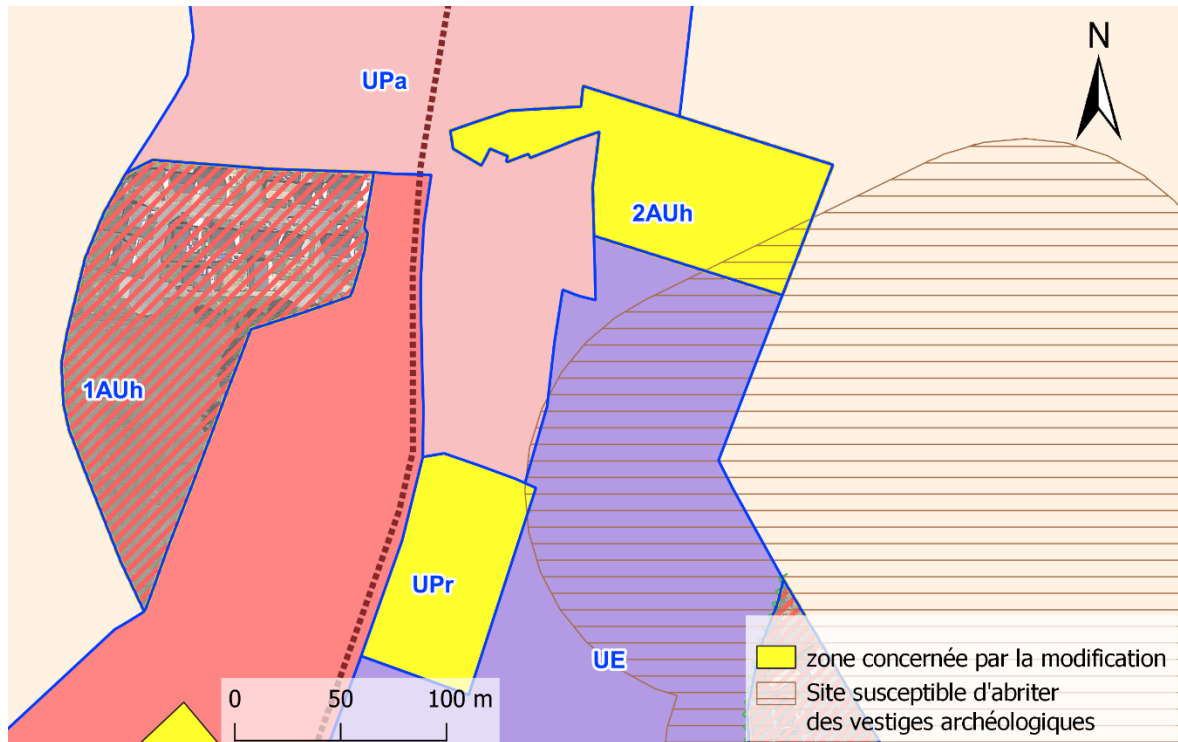 N
UPa
2AUh
1AUh
UPr
UE
0 50 100 m
zone concernée par la modification
Site susceptible d'abriter
des vestiges archéologiques